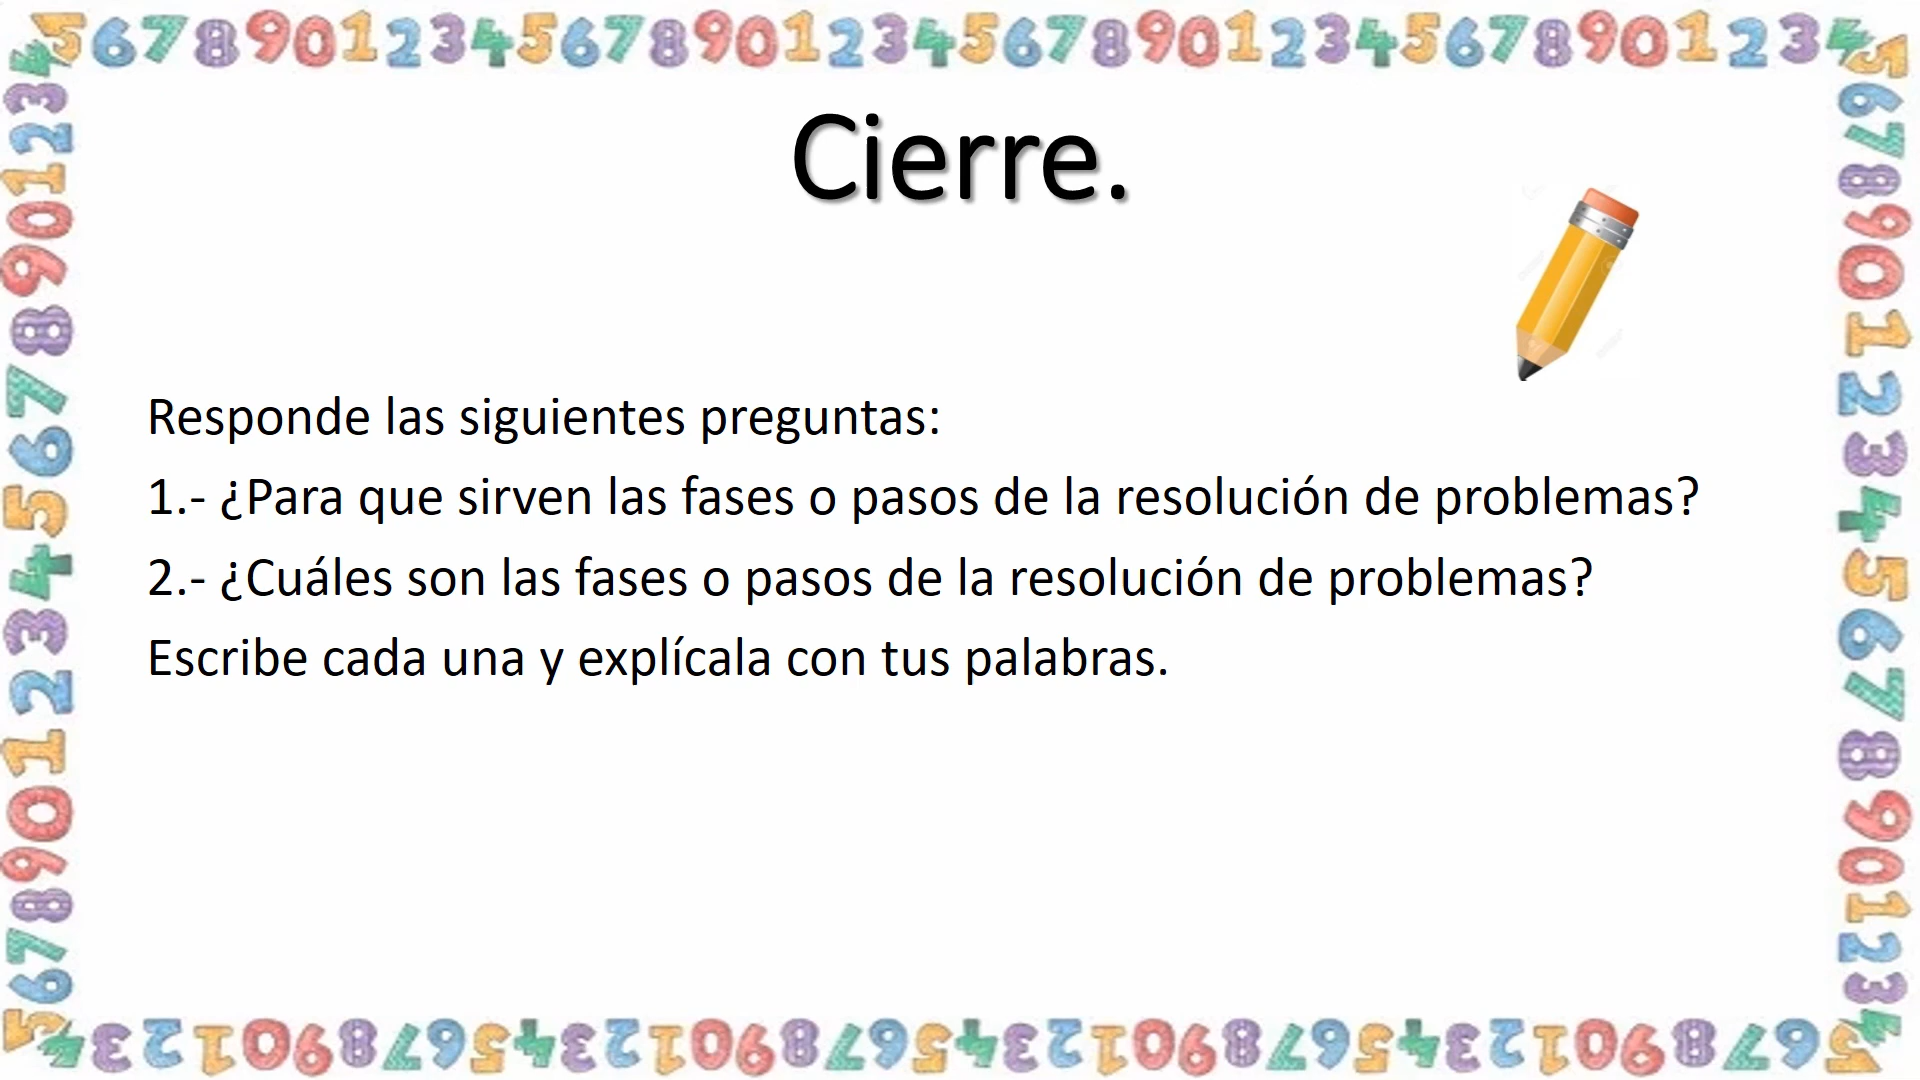 Cierre.
Responde las siguientes preguntas:
1.- ¿Para que sirven las fases o pasos de la resolución de problemas?
2.- ¿Cuáles son las fases o pasos de la resolución de problemas?
Escribe cada una y explícala con tus palabras.